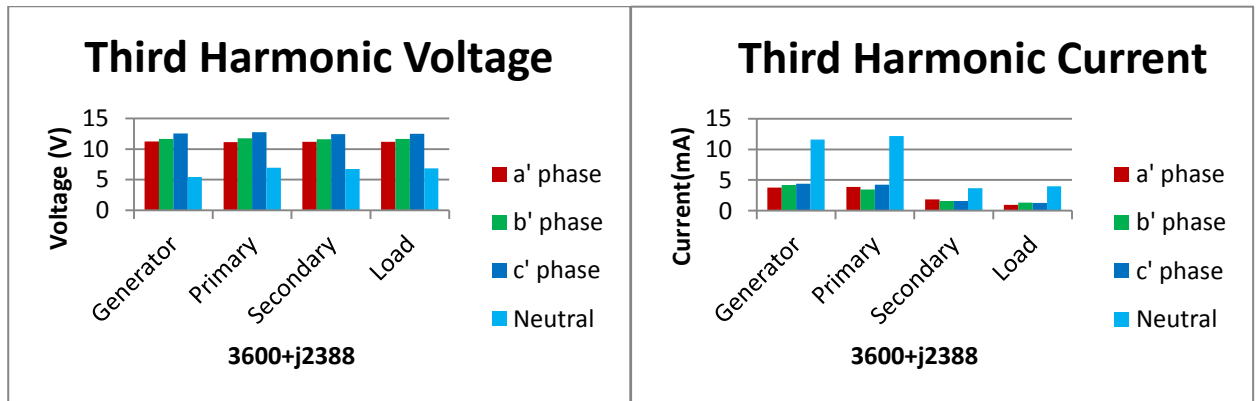 Third Harmonic Voltage
Voltage (V)
15
10
5
0
Generator
Primary
Secondary
Load
3600+j2388
a' phase
b' phase
c' phase
Neutral
Third Harmonic Current
Current(mA)
15
10
5
0
Generator
Primary
Secondary
Load
3600+j2388
a' phase
b' phase
c' phase
Neutral